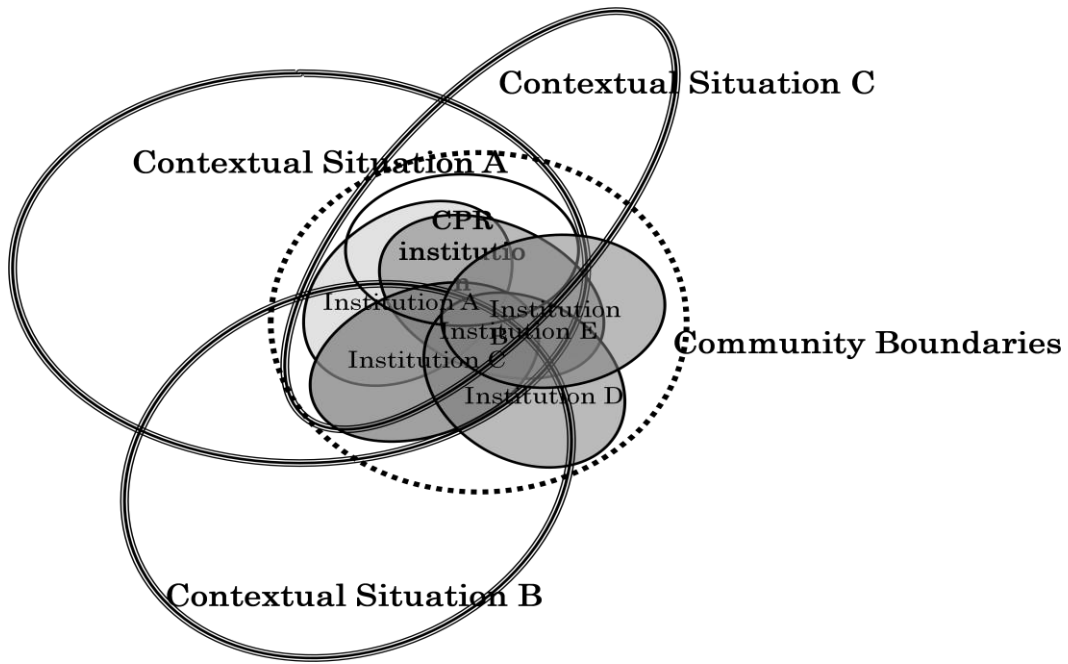 Contextual Situation C
Contextual Situation A
CPR
institutio
n
Institution A
Institution
B
Institution E
Institution C
Community Boundaries
Institution D
Contextual Situation B